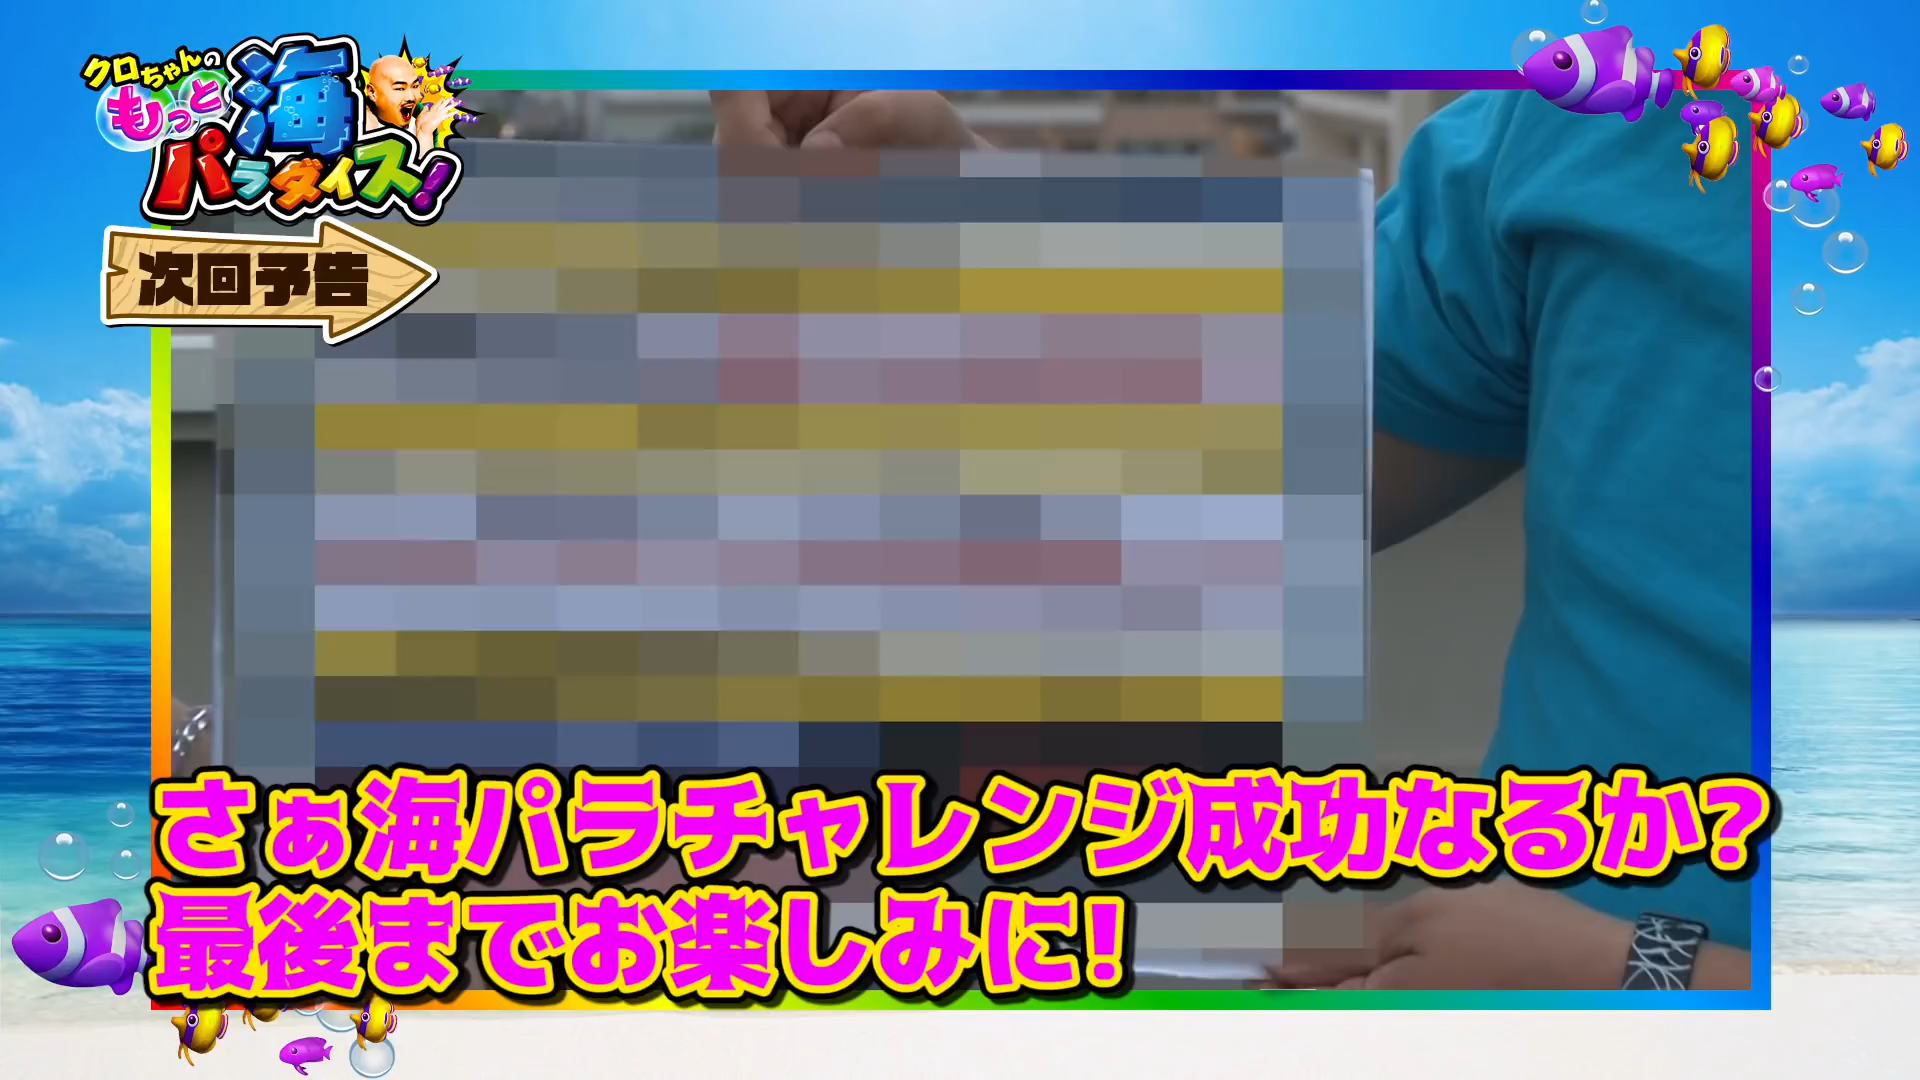 クロちゃんの
もっと
海
パラダイス!
次回予告
さぁ海パラチャレンジ成功なるか?
最後までお楽しみに!